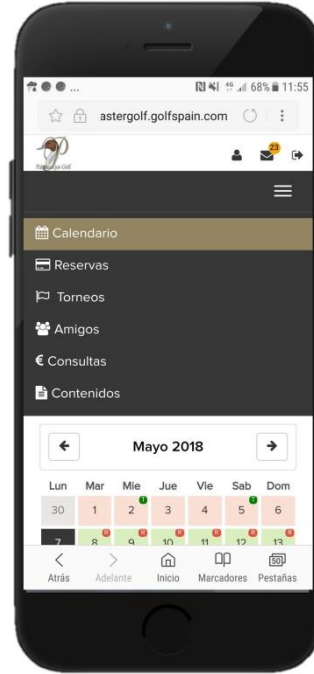 ... 4G 68% 11:55
astergolf.golfspain.com
23
Calendario
Reservas
Torneos
Amigos
€ Consultas
Contenidos
Mayo 2018
Lun Mar Mie Jue Vie Sab Dom
T T
30 1 2 3 4 5 6
R R R R R R
7 8 9 10 11 12 13
50
Atrás Adelante Inicio Marcadores Pestañas